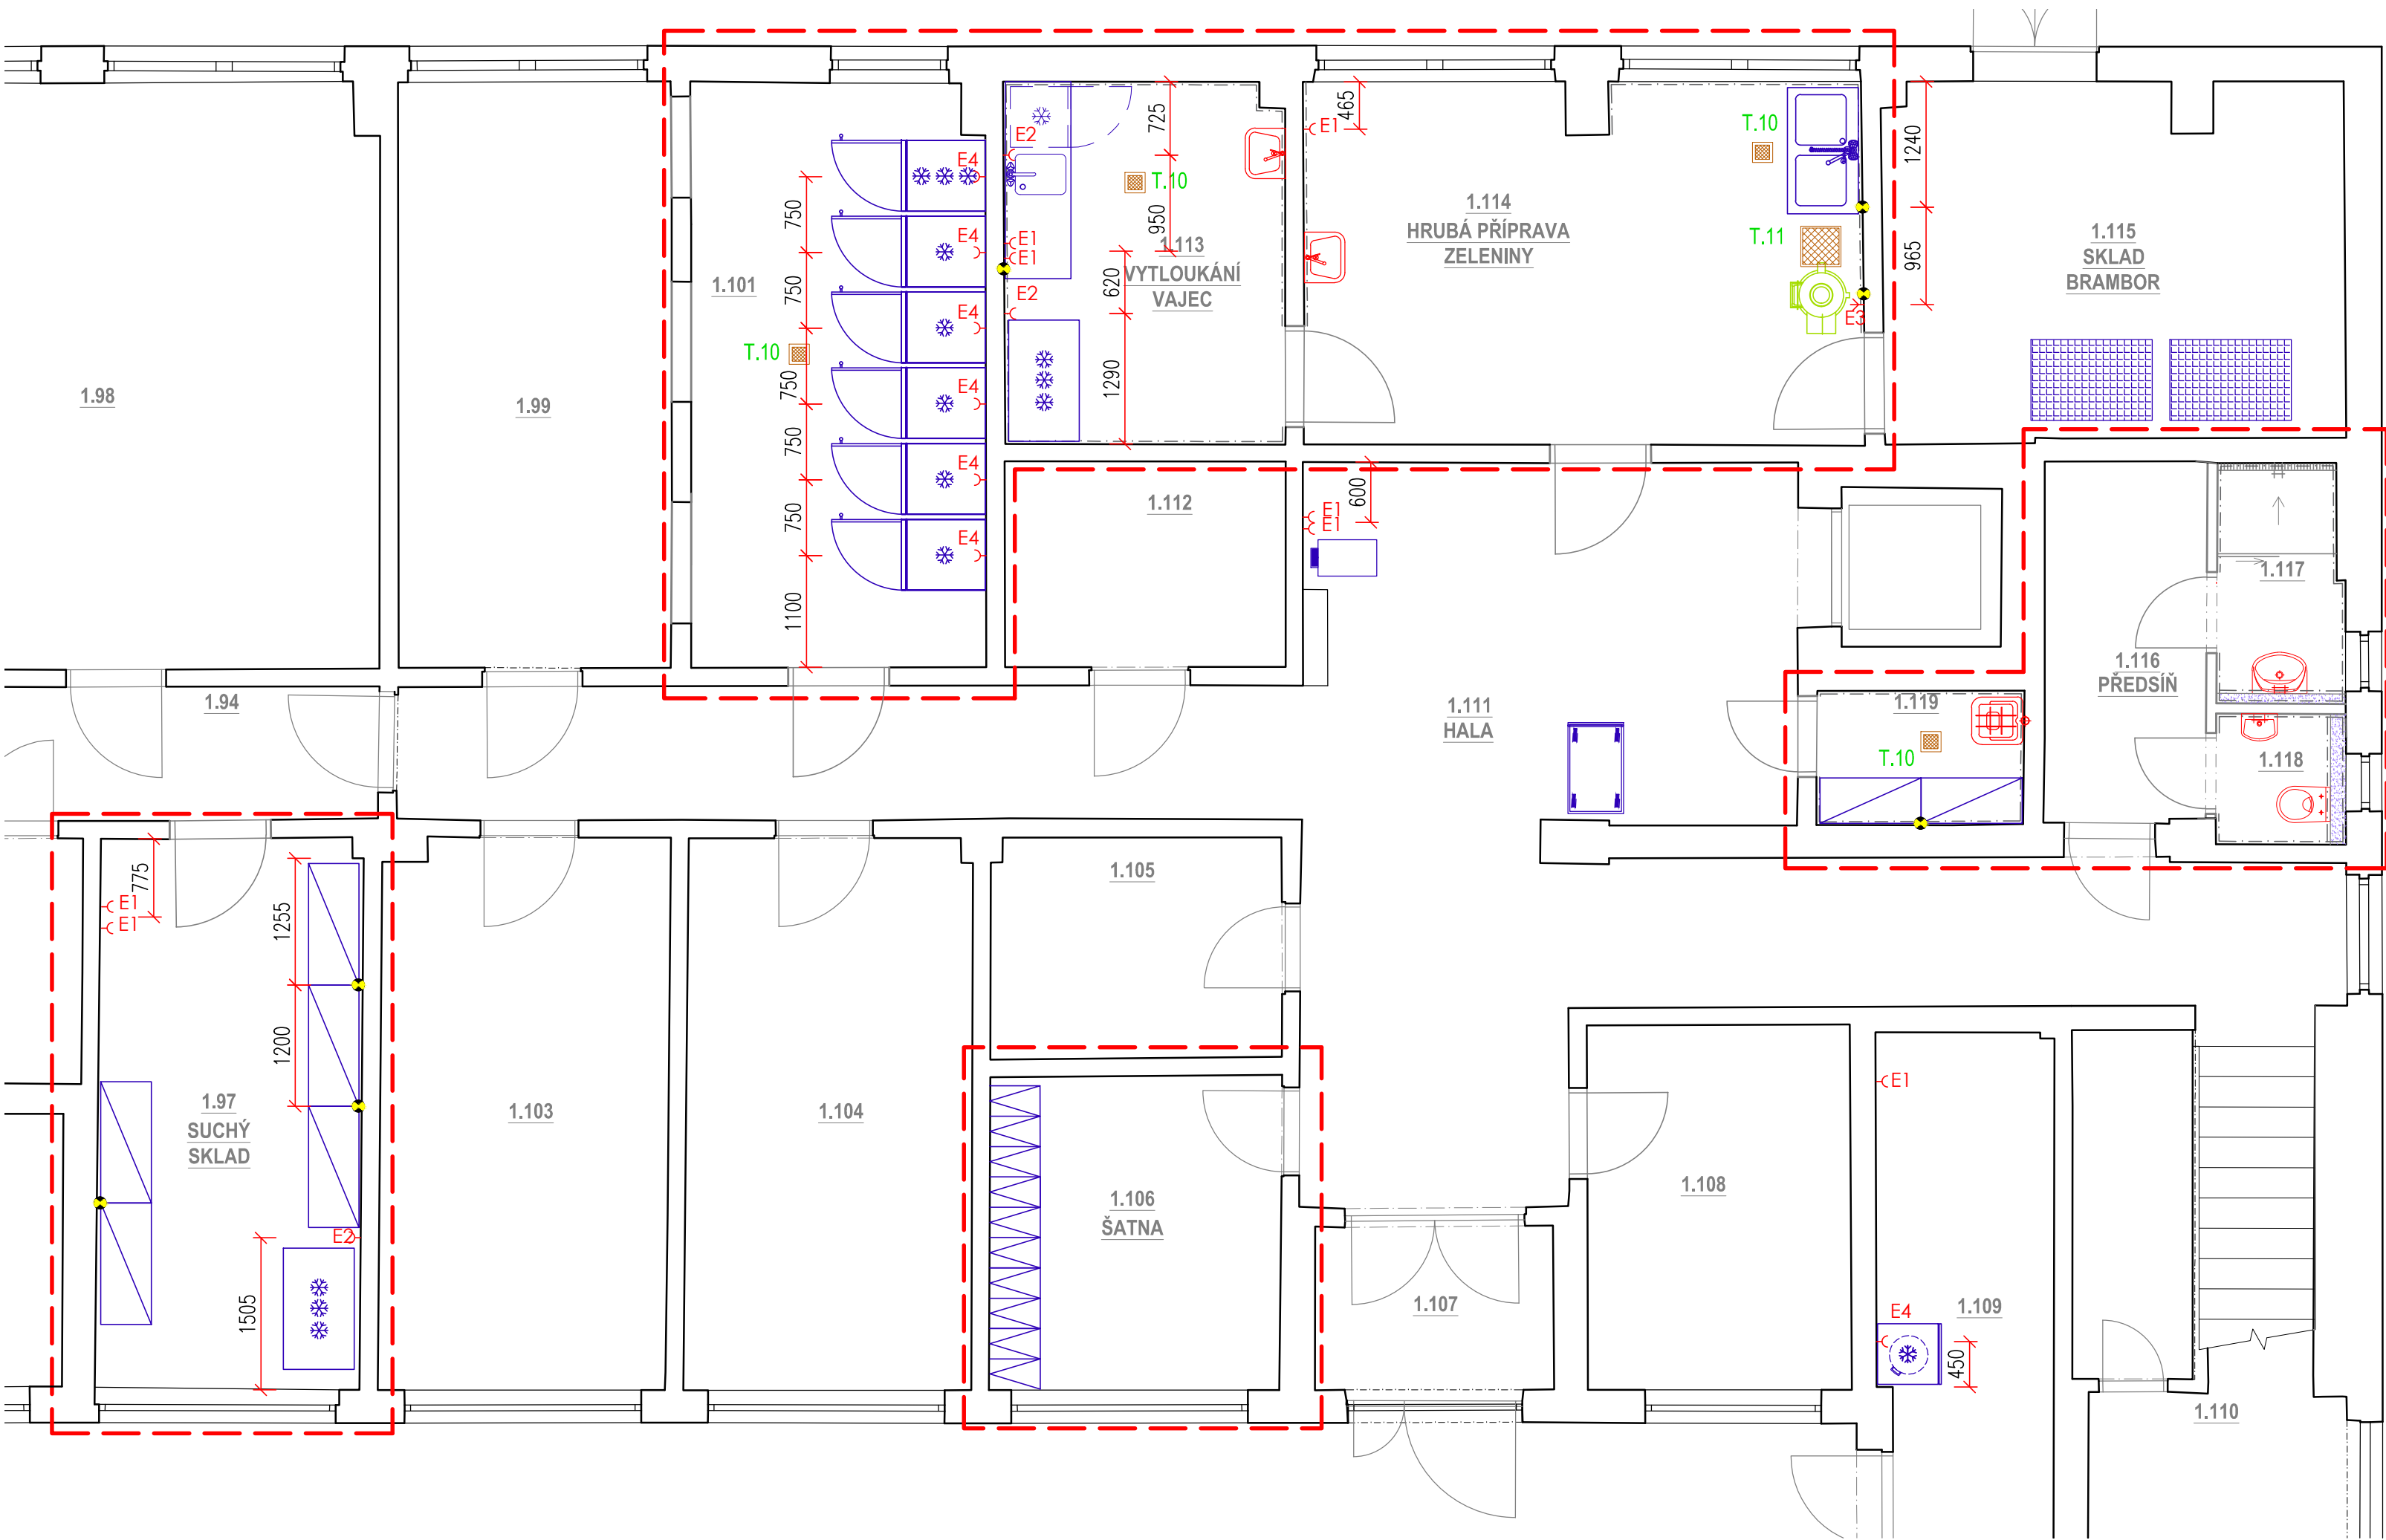 1.98
1.99
1.101
T.10
750
750
750
750
750
1100
E4
E4
E4
E4
E4
E4
E2
E1
E1
E2
T.10
725
950
620
1290
1.113
VYTLOUKÁNÍ
VAJEC
465
E1
1.114
HRUBÁ PŘÍPRAVA
ZELENINY
T.10
T.11
E3
1240
965
1.115
SKLAD
BRAMBOR
1.112
600
E1
E1
1.94
1.111
HALA
1.119
T.10
1.116
PŘEDSÍŇ
1.117
1.118
775
E1
E1
1255
1200
1.97
SUCHÝ
SKLAD
E2
1505
1.103
1.104
1.105
1.106
ŠATNA
1.107
1.108
E1
E4
450
1.109
1.110